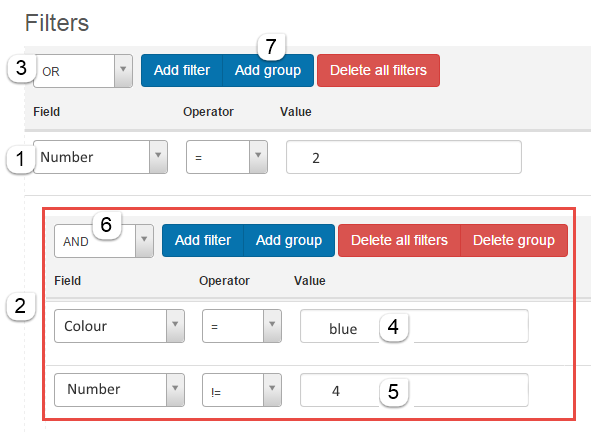 Filters
7
3 OR Add filter Add group Delete all filters
Field Operator Value
1 Number = 2
6
AND Add filter Add group Delete all filters Delete group
Field Operator Value
2
Colour = blue 4
Number != 4 5